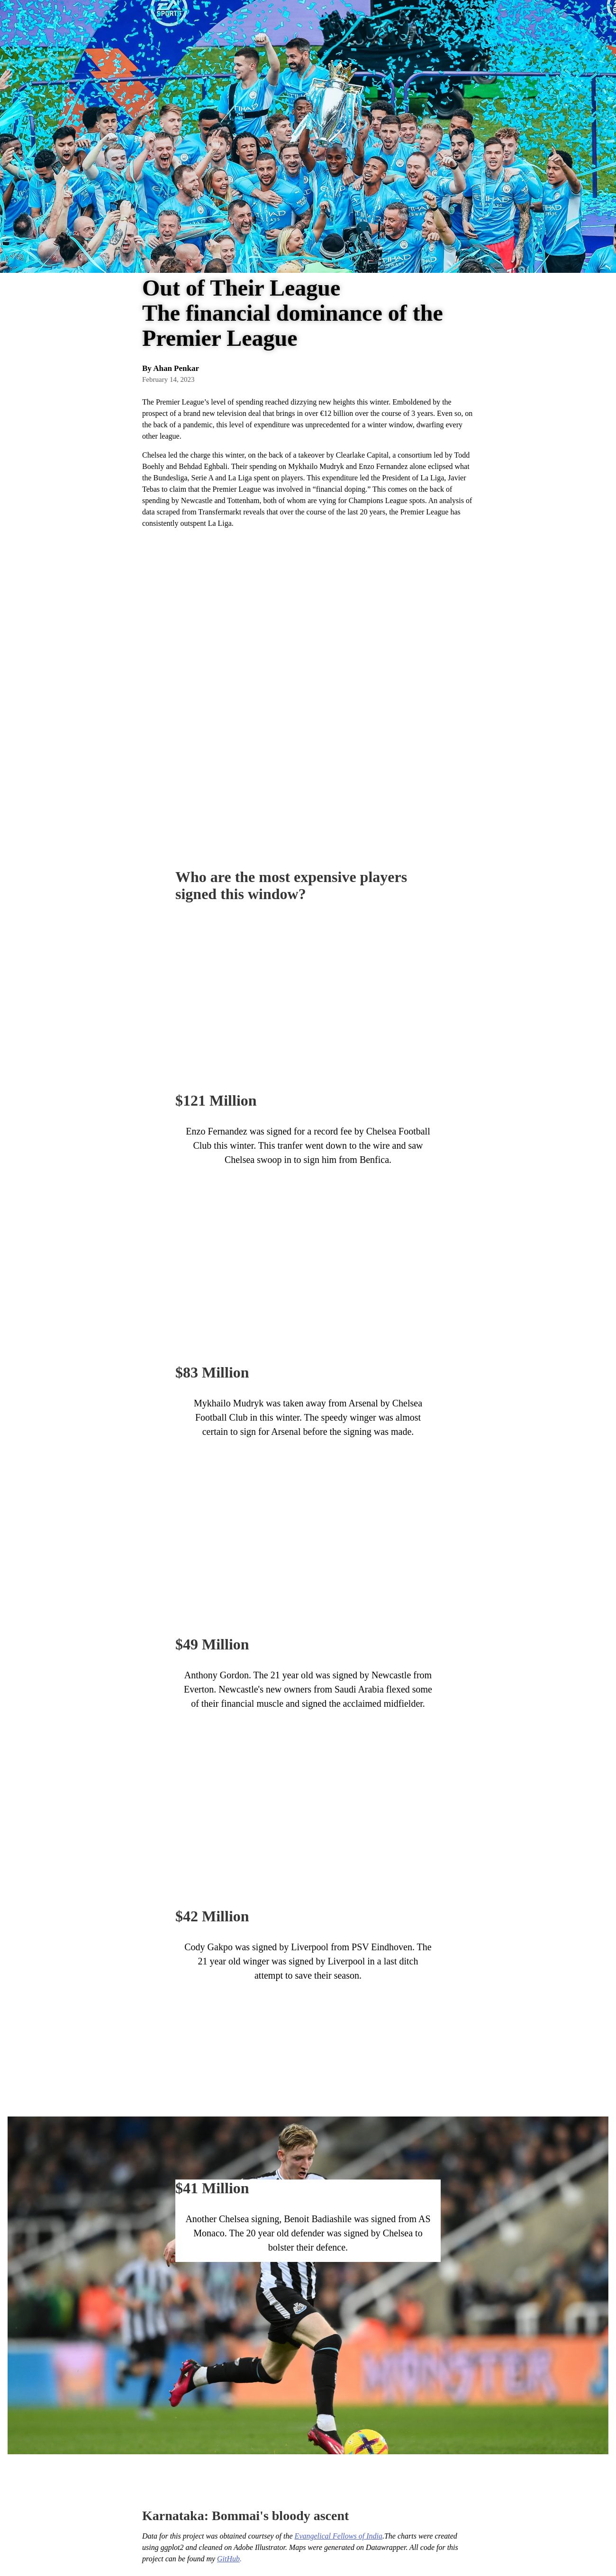 EA
SPORTS
ETIHAD
Out of Their League
The financial dominance of the
Premier League
By Ahan Penkar
February 14, 2023
The Premier League’s level of spending reached dizzying new heights this winter. Emboldened by the
prospect of a brand new television deal that brings in over €12 billion over the course of 3 years. Even so, on
the back of a pandemic, this level of expenditure was unprecedented for a winter window, dwarfing every
other league.
Chelsea led the charge this winter, on the back of a takeover by Clearlake Capital, a consortium led by Todd
Boehly and Behdad Eghbali. Their spending on Mykhailo Mudryk and Enzo Fernandez alone eclipsed what
the Bundesliga, Serie A and La Liga spent on players. This expenditure led the President of La Liga, Javier
Tebas to claim that the Premier League was involved in “financial doping.” This comes on the back of
spending by Newcastle and Tottenham, both of whom are vying for Champions League spots. An analysis of
data scraped from Transfermarkt reveals that over the course of the last 20 years, the Premier League has
consistently outspent La Liga.
Who are the most expensive players
signed this window?
$121 Million
Enzo Fernandez was signed for a record fee by Chelsea Football
Club this winter. This tranfer went down to the wire and saw
Chelsea swoop in to sign him from Benfica.
$83 Million
Mykhailo Mudryk was taken away from Arsenal by Chelsea
Football Club in this winter. The speedy winger was almost
certain to sign for Arsenal before the signing was made.
$49 Million
Anthony Gordon. The 21 year old was signed by Newcastle from
Everton. Newcastle's new owners from Saudi Arabia flexed some
of their financial muscle and signed the acclaimed midfielder.
$42 Million
Cody Gakpo was signed by Liverpool from PSV Eindhoven. The
21 year old winger was signed by Liverpool in a last ditch
attempt to save their season.
$41 Million
Another Chelsea signing, Benoit Badiashile was signed from AS
Monaco. The 20 year old defender was signed by Chelsea to
bolster their defence.
Karnataka: Bommai's bloody ascent
Data for this project was obtained courtsey of the Evangelical Fellows of India.The charts were created
using ggplot2 and cleaned on Adobe Illustrator. Maps were generated on Datawrapper. All code for this
project can be found my GitHub.